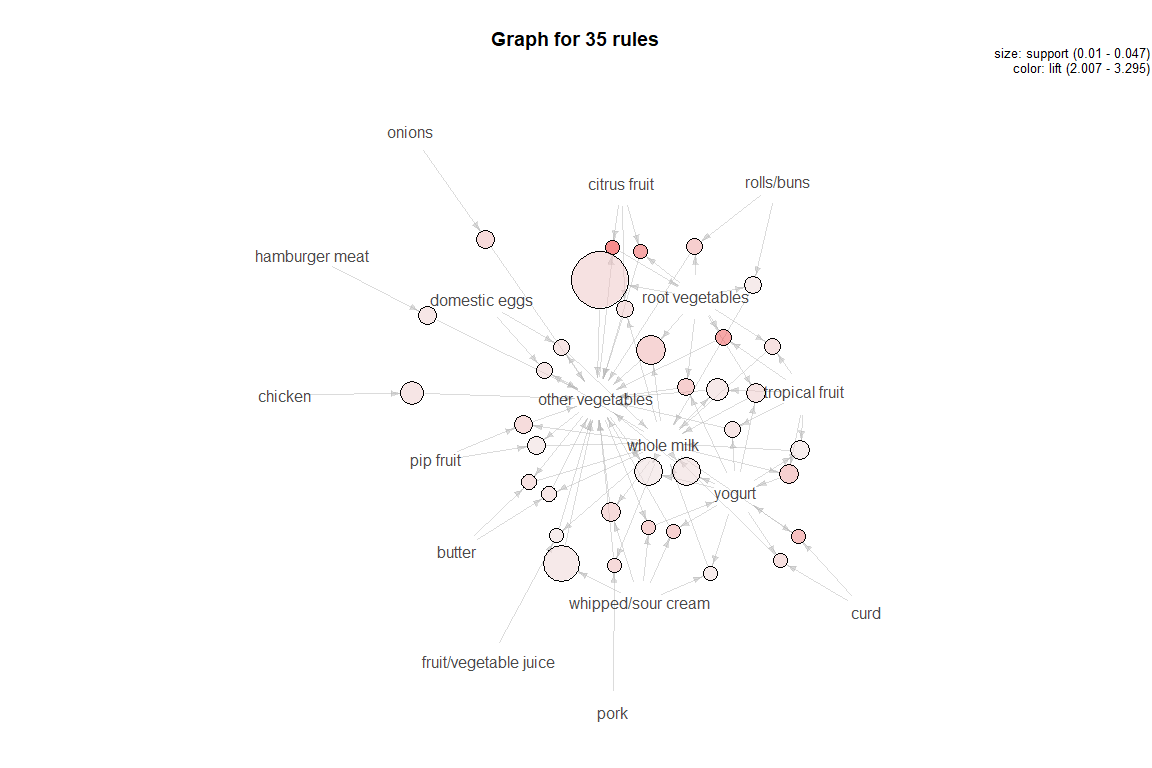 Graph for 35 rules
size: support (0.01 - 0.047)
color: lift (2.007 - 3.295)
onions
citrus fruit
rolls/buns
hamburger meat
domestic eggs
root vegetables
chicken
other vegetables
tropical fruit
whole milk
pip fruit
yogurt
butter
whipped/sour cream
curd
fruit/vegetable juice
pork